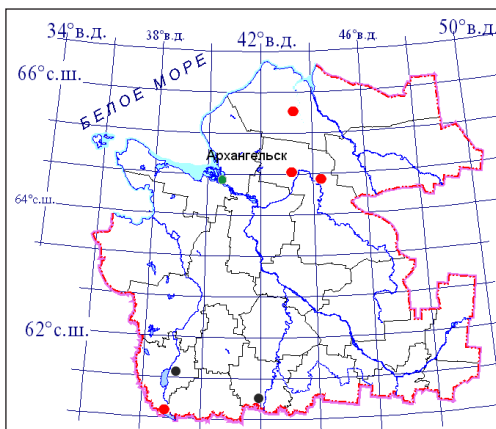 34°в.д.
38°в.д.
42°в.д.
46°в.д.
50°в.д.
66°с.ш.
БЕЛОЕ МОРЕ
Архангельск
64°с.ш.
62°с.ш.